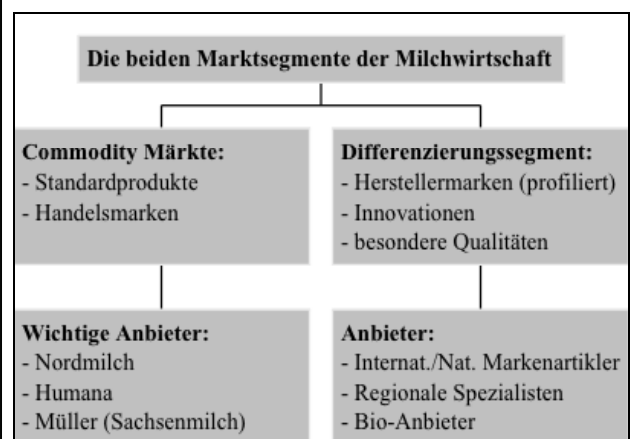 Die beiden Marktsegmente der Milchwirtschaft
Commodity Märkte:
- Standardprodukte
- Handelsmarken
Differenzierungssegment:
- Herstellermarken (profiliert)
- Innovationen
- besondere Qualitäten
Wichtige Anbieter:
- Nordmilch
- Humana
- Müller (Sachsenmilch)
Anbieter:
- Internat./Nat. Markenartikler
- Regionale Spezialisten
- Bio-Anbieter